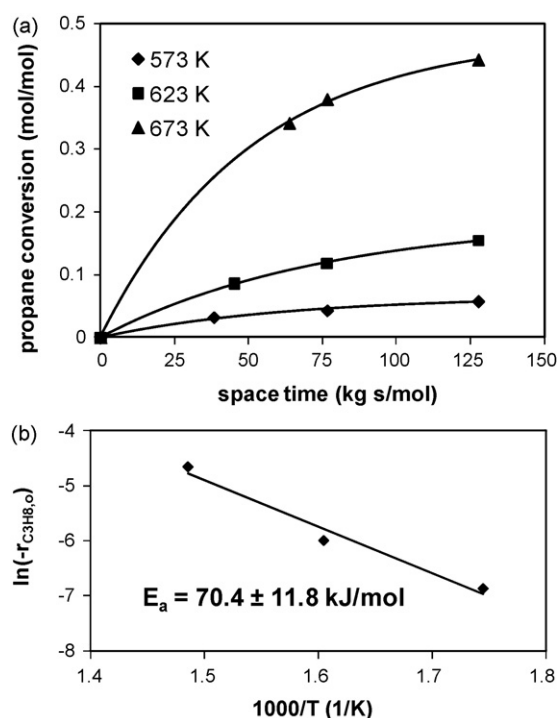 (a)
0.5
0.4
0.3
0.2
0.1
0
propane conversion (mol/mol)
573 K
623 K
673 K
0 25 50 75 100 125 150
space time (kg s/mol)
(b)
-4
-5
-6
-7
-8
ln(-r_C3H8,o)
E_a = 70.4 ± 11.8 kJ/mol
1.4 1.5 1.6 1.7 1.8
1000/T (1/K)